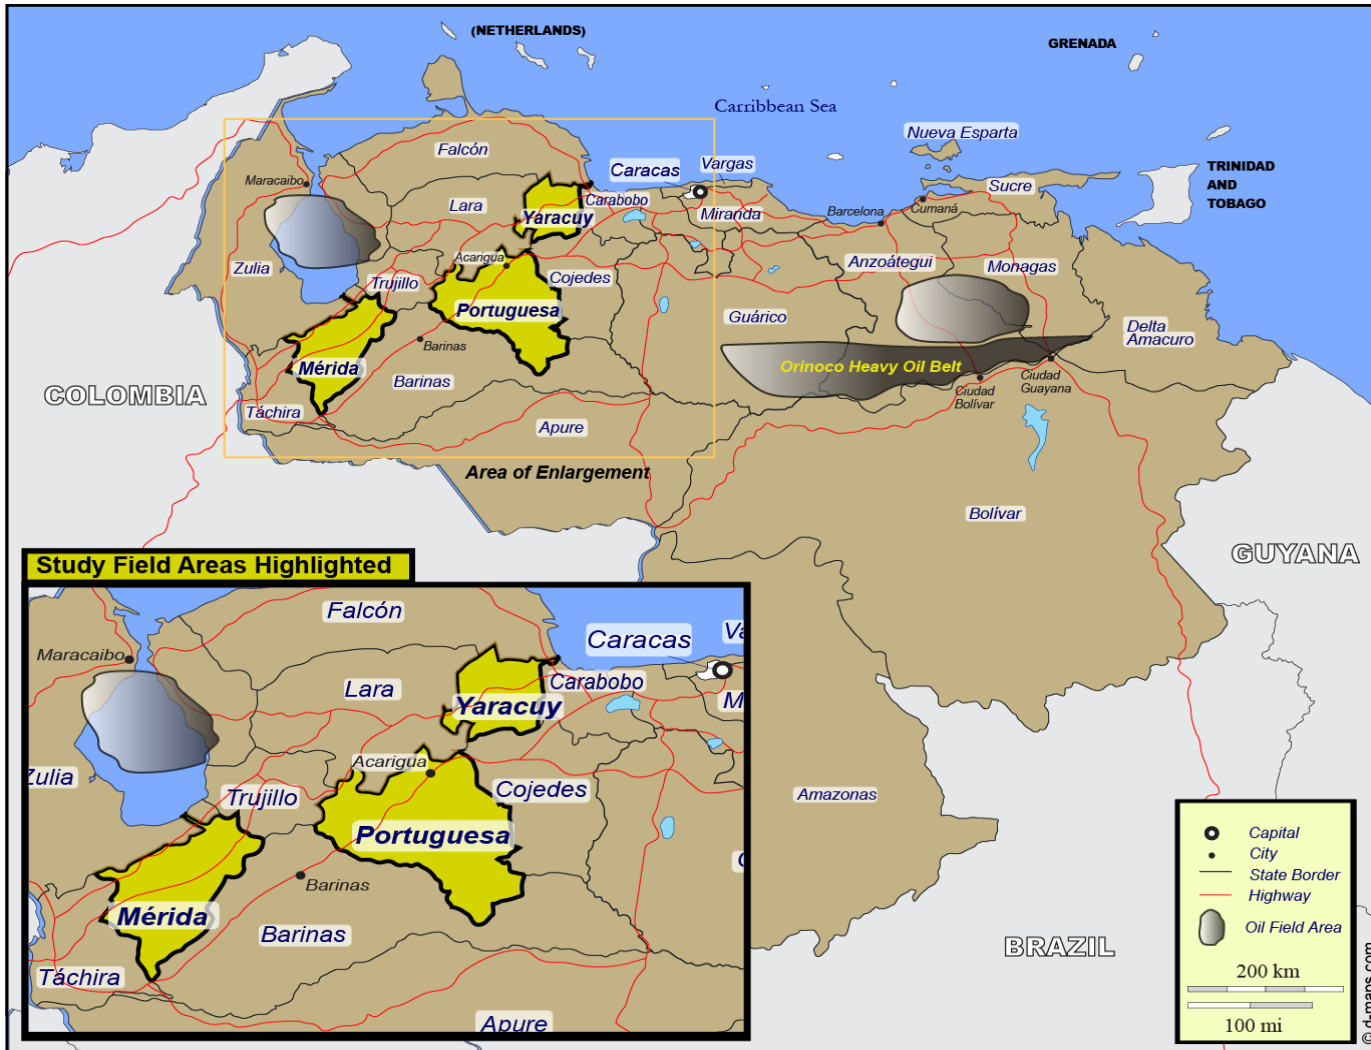 (NETHERLANDS)
GRENADA
Carribbean Sea
Nueva Esparta
TRINIDAD
AND
TOBAGO
Falcón
Caracas
Vargas
Maracaibo
Sucre
Lara
Yaracuy
Carabobo
Miranda
Barcelona
Cumaná
Zulia
Acarigua
Cojedes
Anzoátegui
Monagas
Trujillo
Portuguesa
Guárico
Delta
Amacuro
Barinas
Mérida
Orinoco Heavy Oil Belt
Ciudad
Guayana
Ciudad
Bolívar
COLOMBIA
Barinas
Táchira
Apure
Area of Enlargement
Bolívar
GUYANA
Study Field Areas Highlighted
Falcón
Caracas
Va
Maracaibo
Lara
Carabobo
M
Yaracuy
Zulia
Acarigua
Cojedes
Trujillo
Portuguesa
G
Barinas
Mérida
Barinas
Táchira
Apure
Amazonas
BRAZIL
Capital
City
State Border
Highway
Oil Field Area
200 km
100 mi
© d-maps.com